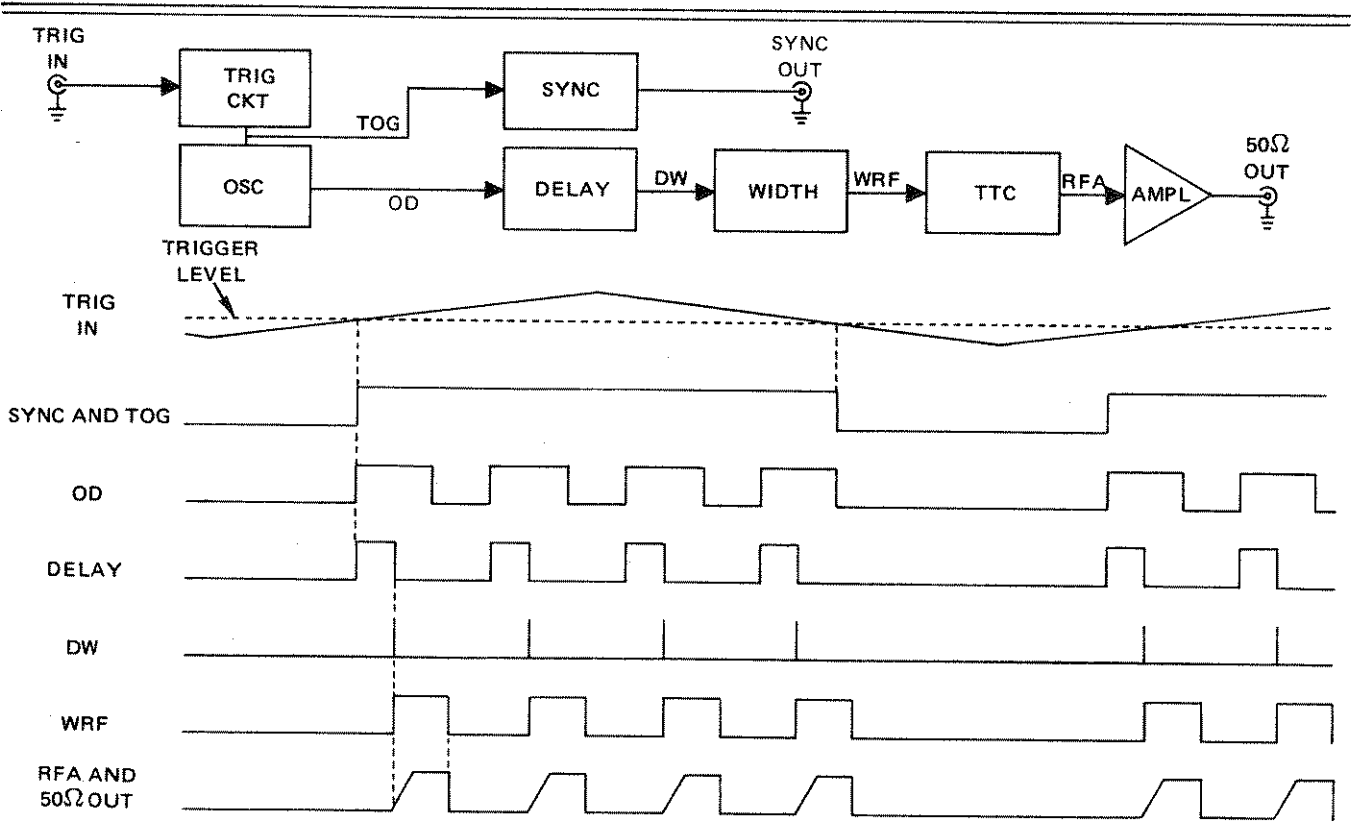 TRIG
IN
TRIG
CKT
TOG
SYNC
SYNC
OUT
OSC
OD
DELAY
DW
WIDTH
WRF
TTC
RFA
AMPL
50Ω
OUT
TRIGGER
LEVEL
TRIG
IN
SYNC AND TOG
OD
DELAY
DW
WRF
RFA AND
50Ω OUT